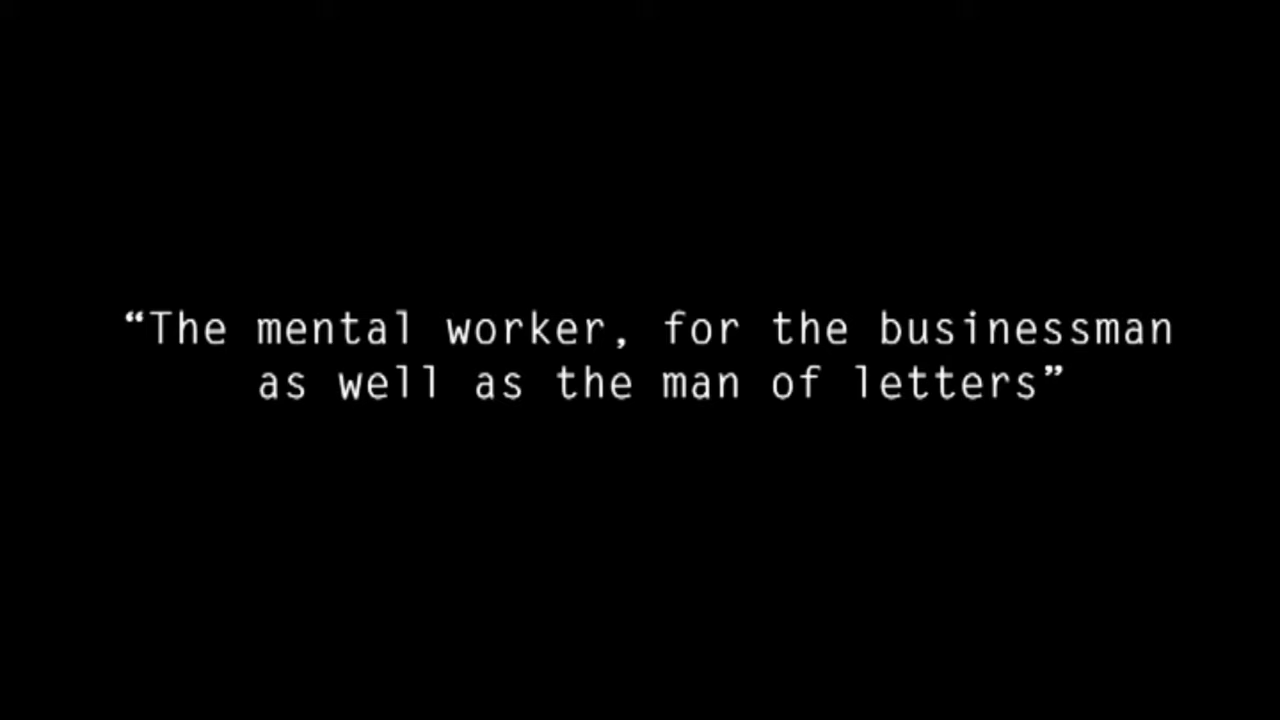 “The mental worker, for the businessman
as well as the man of letters”